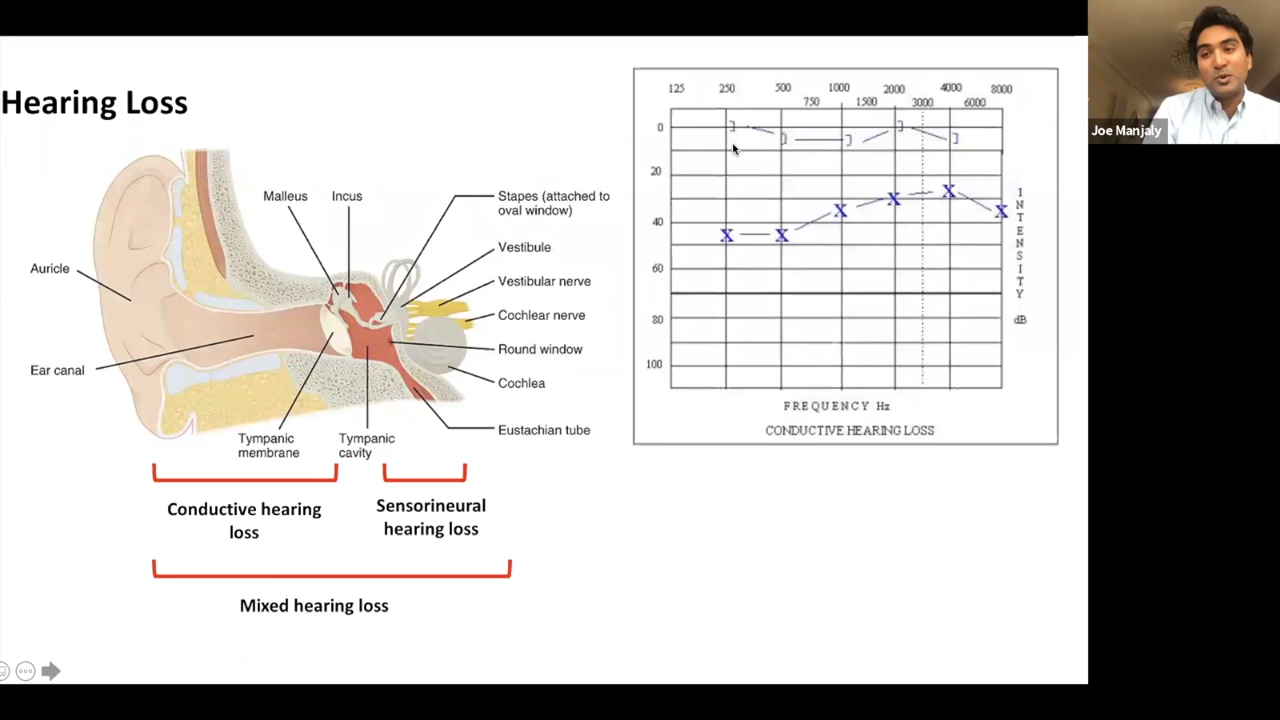 Hearing Loss
Malleus
Incus
Stapes (attached to
oval window)
Vestibule
Auricle
Vestibular nerve
Cochlear nerve
Round window
Ear canal
Cochlea
Eustachian tube
Tympanic
membrane
Tympanic
cavity
Conductive hearing
loss
Sensorineural
hearing loss
Mixed hearing loss
125 250 500 1000 2000 4000 8000
750 1500 3000 6000
0
20
40
60
80
100
INTENSITY
dB
FREQUENCY Hz
CONDUCTIVE HEARING LOSS
Joe Manjaly